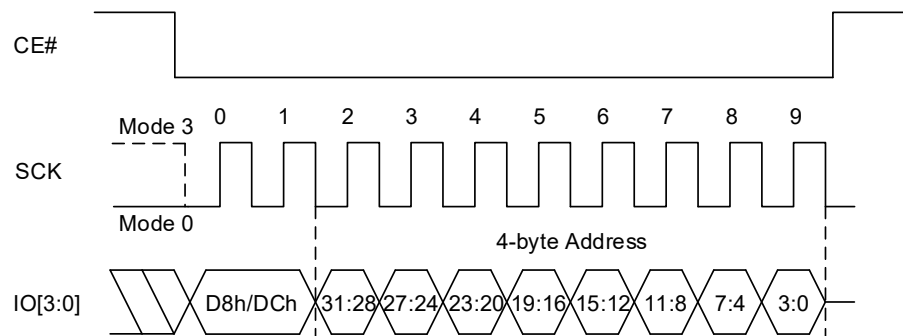 CE#
0 1 2 3 4 5 6 7 8 9
Mode 3
SCK
Mode 0
4-byte Address
IO[3:0] D8h/DCh 31:28 27:24 23:20 19:16 15:12 11:8 7:4 3:0